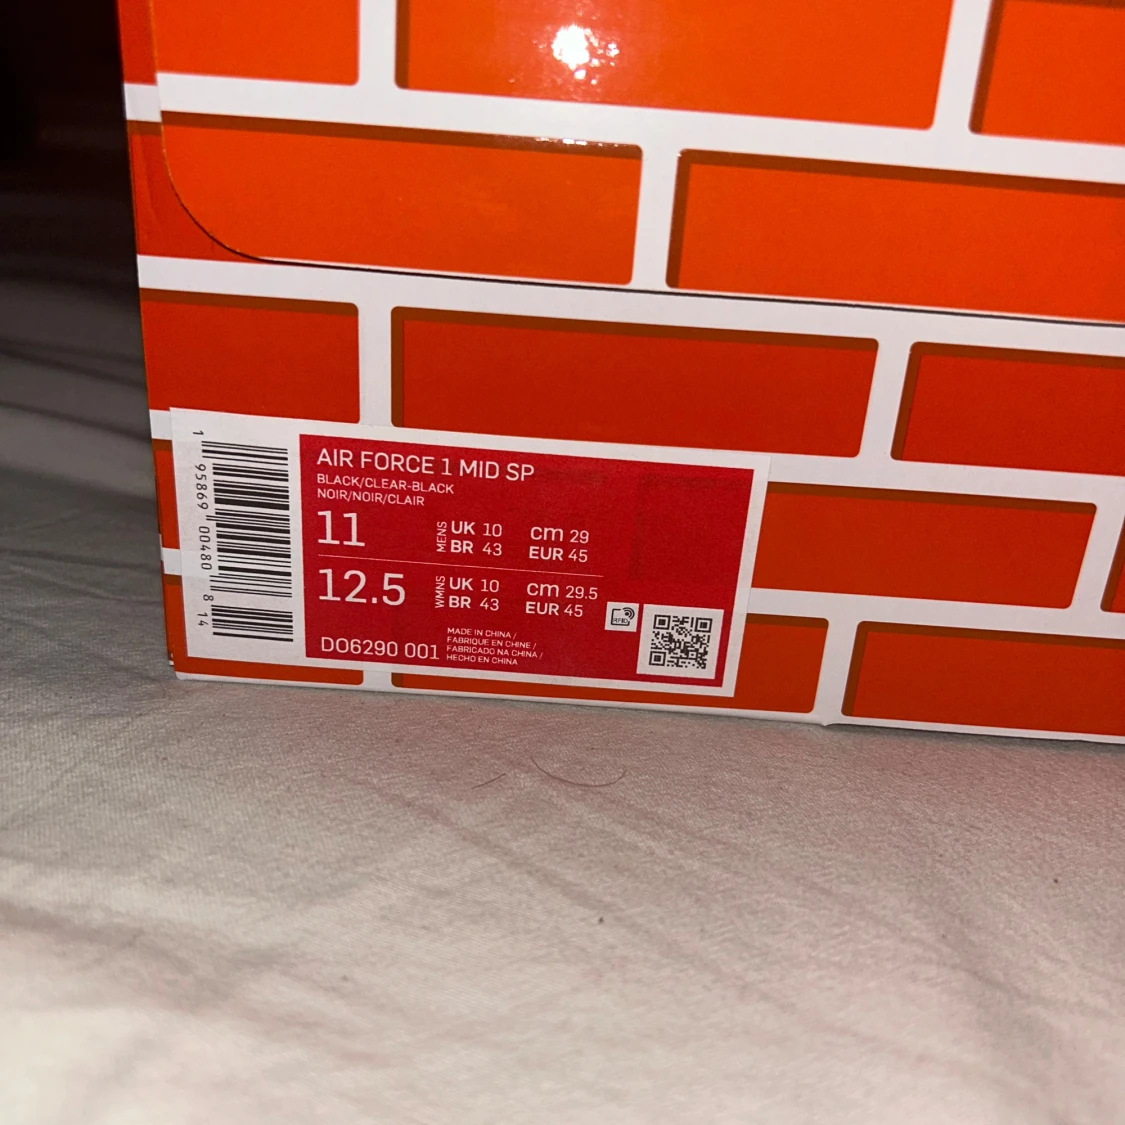 1 95869 00480 8 14
AIR FORCE 1 MID SP
BLACK/CLEAR-BLACK
NOIR/NOIR/CLAIR
11 MENS UK 10 cm 29
BR 43 EUR 45
12.5 WMNS UK 10 cm 29.5
BR 43 EUR 45
RFID
DO6290 001
MADE IN CHINA /
FABRIQUE EN CHINE /
FABRICADO NA CHINA /
HECHO EN CHINA